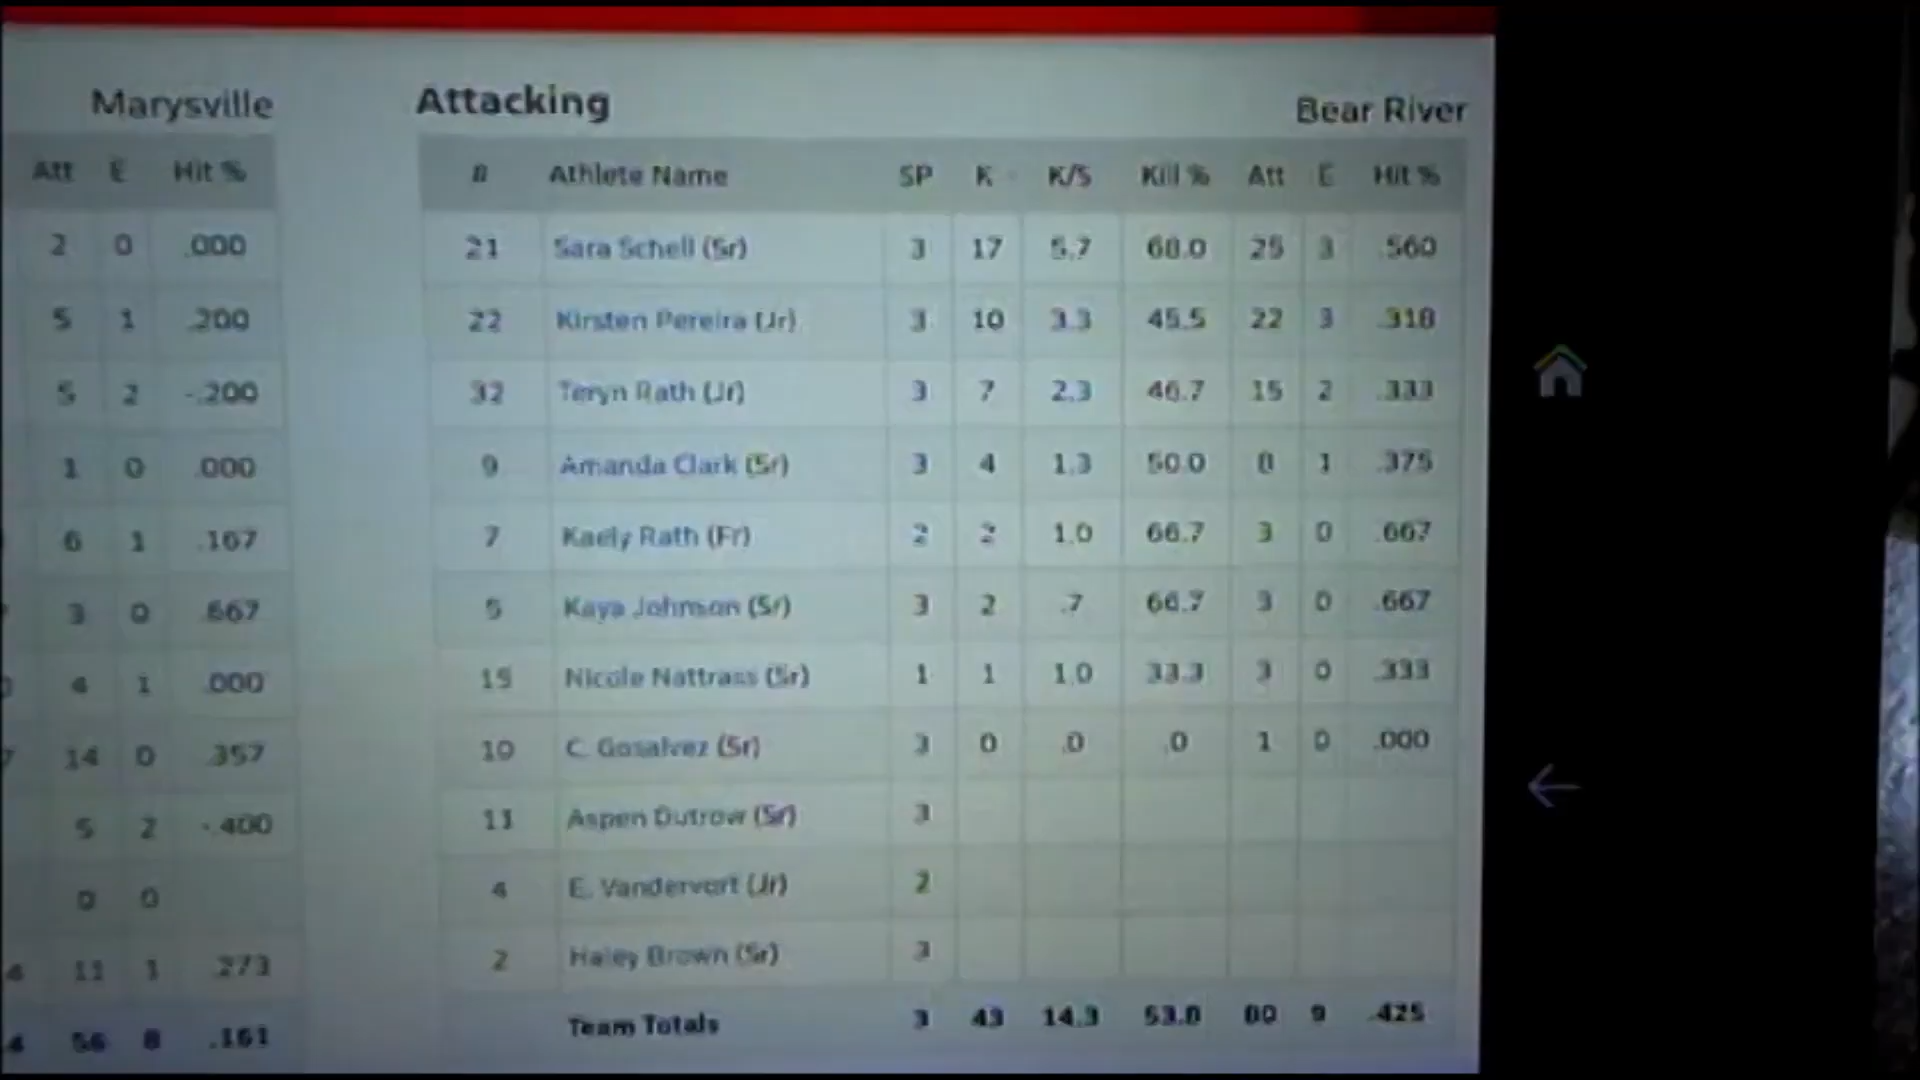 Marysville
Att E Hit %
2 0 .000
5 1 .200
5 2 -.200
1 0 .000
6 1 .167
3 0 .667
4 1 .000
14 0 .357
5 2 -.400
0 0
11 1 .273
4 56 8 .161
Attacking Bear River
# Athlete Name SP K K/S Kill % Att E Hit %
21 Sara Schell (Sr) 3 17 5.7 68.0 25 3 .560
22 Kirsten Pereira (Jr) 3 10 3.3 45.5 22 3 .318
32 Teryn Rath (Jr) 3 7 2.3 46.7 15 2 .333
9 Amanda Clark (Sr) 3 4 1.3 50.0 8 1 .375
7 Kaely Rath (Fr) 2 2 1.0 66.7 3 0 .667
5 Kaya Johnson (Sr) 3 2 .7 66.7 3 0 .667
15 Nicole Nattrass (Sr) 1 1 1.0 33.3 3 0 .333
10 C. Gosalvez (Sr) 3 0 .0 .0 1 0 .000
11 Aspen Dutrow (Sr) 3
4 E. Vandervort (Jr) 2
2 Haley Brown (Sr) 3
Team Totals 3 43 14.3 53.8 80 9 .425